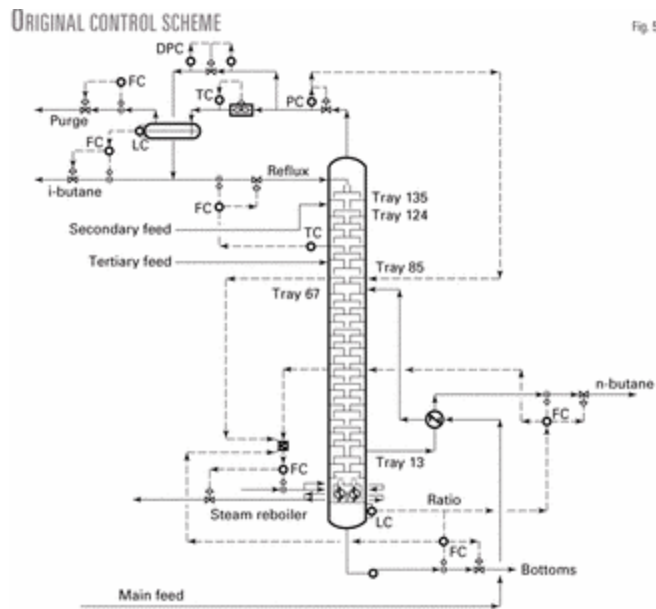 ORIGINAL CONTROL SCHEME
Fig. 5
DPC
FC
TC
PC
Purge
FC
LC
Reflux
i-butane
Tray 135
FC
Tray 124
Secondary feed
TC
Tertiary feed
Tray 85
Tray 67
n-butane
FC
Tray 13
FC
Ratio
Steam reboiler
LC
FC
Bottoms
Main feed